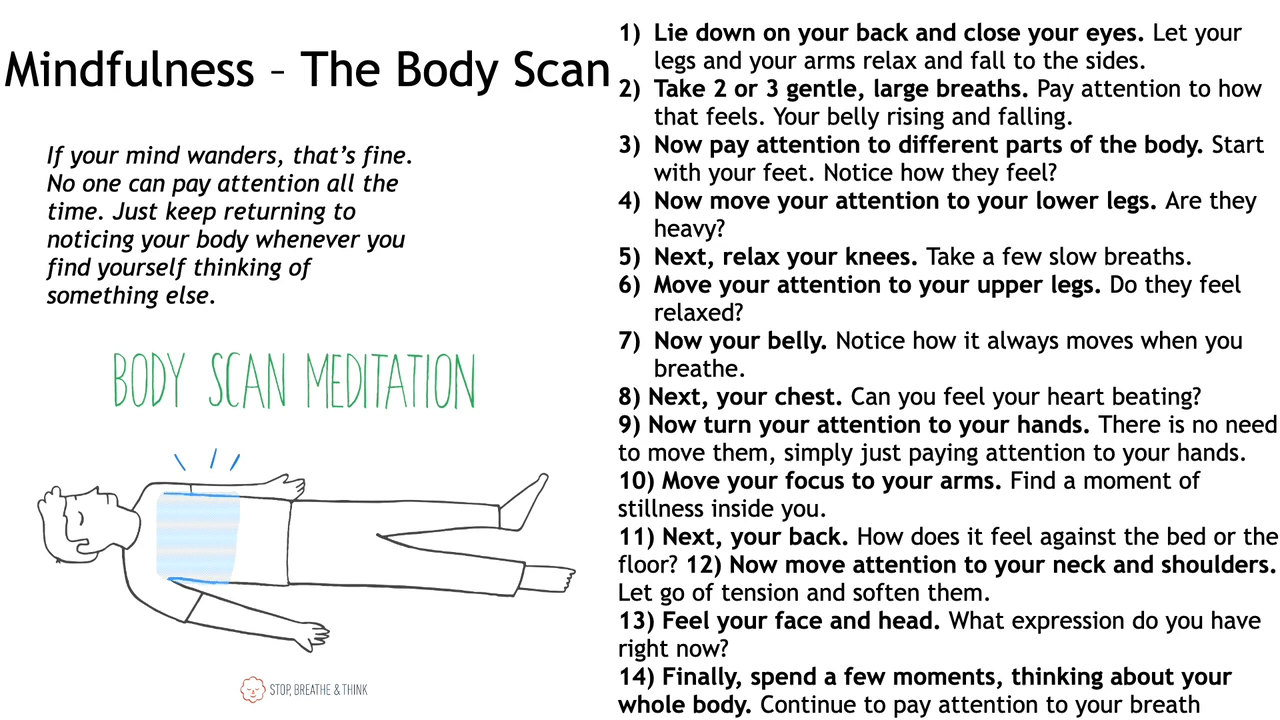 Mindfulness – The Body Scan
If your mind wanders, that's fine.
No one can pay attention all the
time. Just keep returning to
noticing your body whenever you
find yourself thinking of
something else.
BODY SCAN MEDITATION
STOP, BREATHE & THINK
1) Lie down on your back and close your eyes. Let your
legs and your arms relax and fall to the sides.
2) Take 2 or 3 gentle, large breaths. Pay attention to how
that feels. Your belly rising and falling.
3) Now pay attention to different parts of the body. Start
with your feet. Notice how they feel?
4) Now move your attention to your lower legs. Are they
heavy?
5) Next, relax your knees. Take a few slow breaths.
6) Move your attention to your upper legs. Do they feel
relaxed?
7) Now your belly. Notice how it always moves when you
breathe.
8) Next, your chest. Can you feel your heart beating?
9) Now turn your attention to your hands. There is no need
to move them, simply just paying attention to your hands.
10) Move your focus to your arms. Find a moment of
stillness inside you.
11) Next, your back. How does it feel against the bed or the
floor? 12) Now move attention to your neck and shoulders.
Let go of tension and soften them.
13) Feel your face and head. What expression do you have
right now?
14) Finally, spend a few moments, thinking about your
whole body. Continue to pay attention to your breath